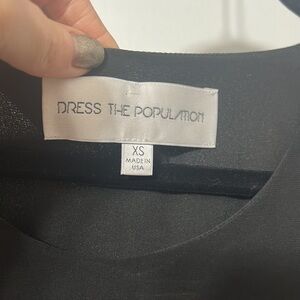 DRESS THE POPULATION
XS
MADE IN
USA